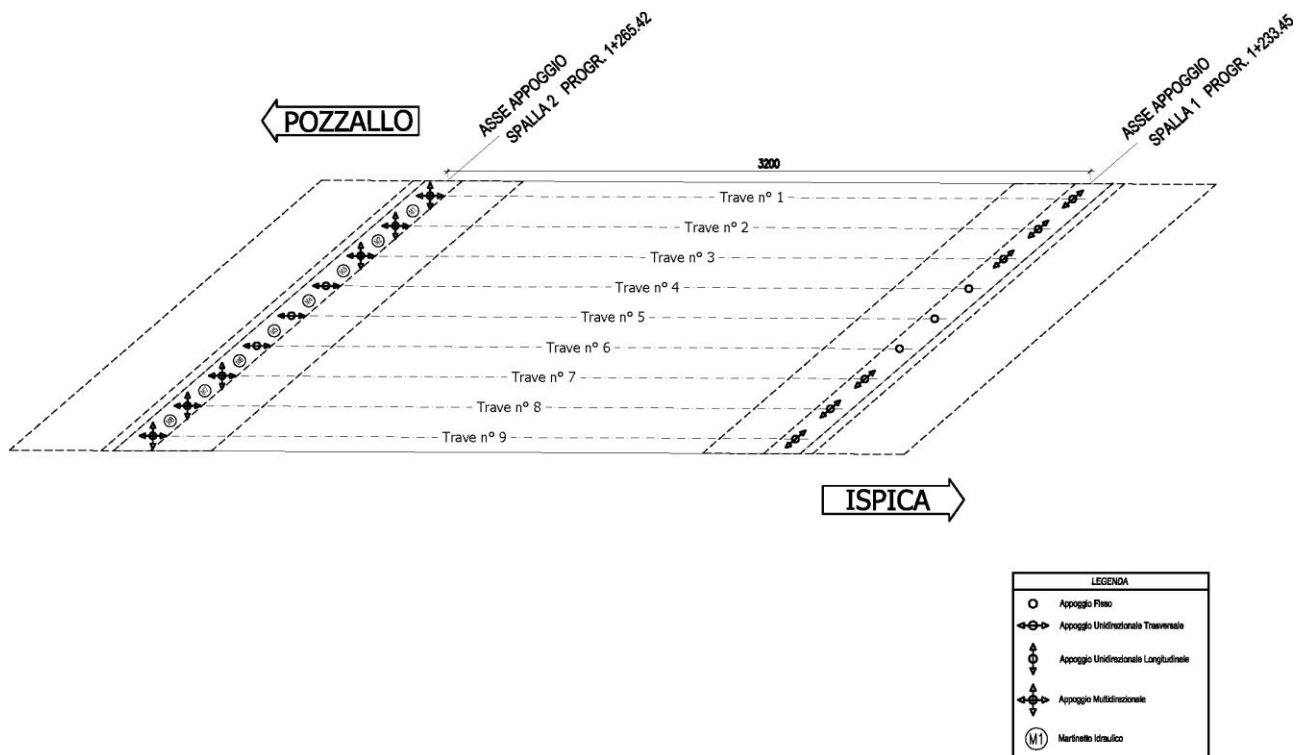 ASSE APPOGGIO
SPALLA 2 PROGR. 1+265.42
ASSE APPOGGIO
SPALLA 1 PROGR. 1+233.45
POZZALLO
3200
Trave n° 1
Trave n° 2
Trave n° 3
Trave n° 4
Trave n° 5
Trave n° 6
Trave n° 7
Trave n° 8
Trave n° 9
ISPICA
LEGENDA
Appoggio Fisso
Appoggio Unidirezionale Trasversale
Appoggio Unidirezionale Longitudinale
Appoggio Multidirezionale
M1 Martinetto Idraulico